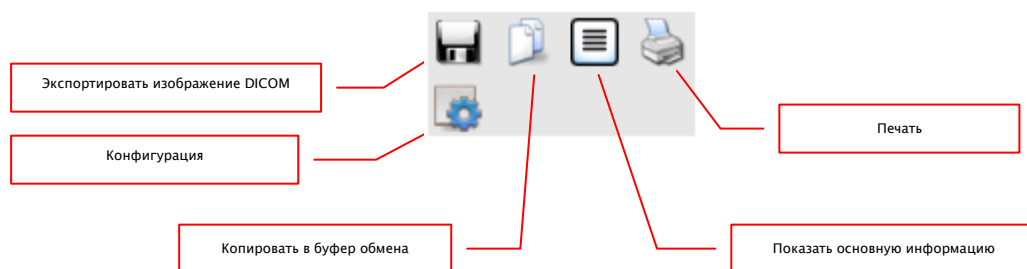 Экспортировать изображение DICOM
Печать
Конфигурация
Копировать в буфер обмена
Показать основную информацию